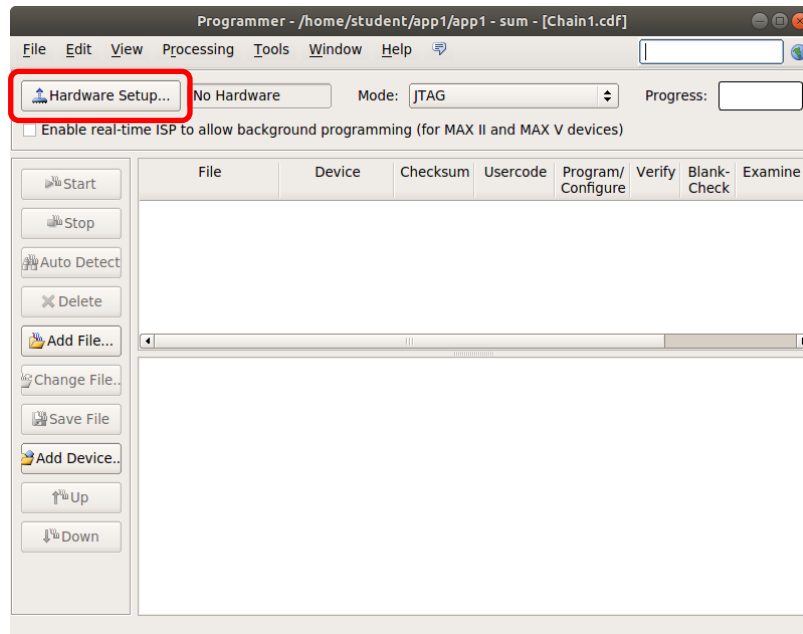 Programmer - /home/student/app1/app1 - sum - [Chain1.cdf]
File Edit View Processing Tools Window Help
Hardware Setup... No Hardware Mode: JTAG Progress:
Enable real-time ISP to allow background programming (for MAX II and MAX V devices)
File Device Checksum Usercode Program/ Verify Blank- Examine
Configure Check
Start
Stop
Auto Detect
Delete
Add File...
Change File..
Save File
Add Device..
Up
Down